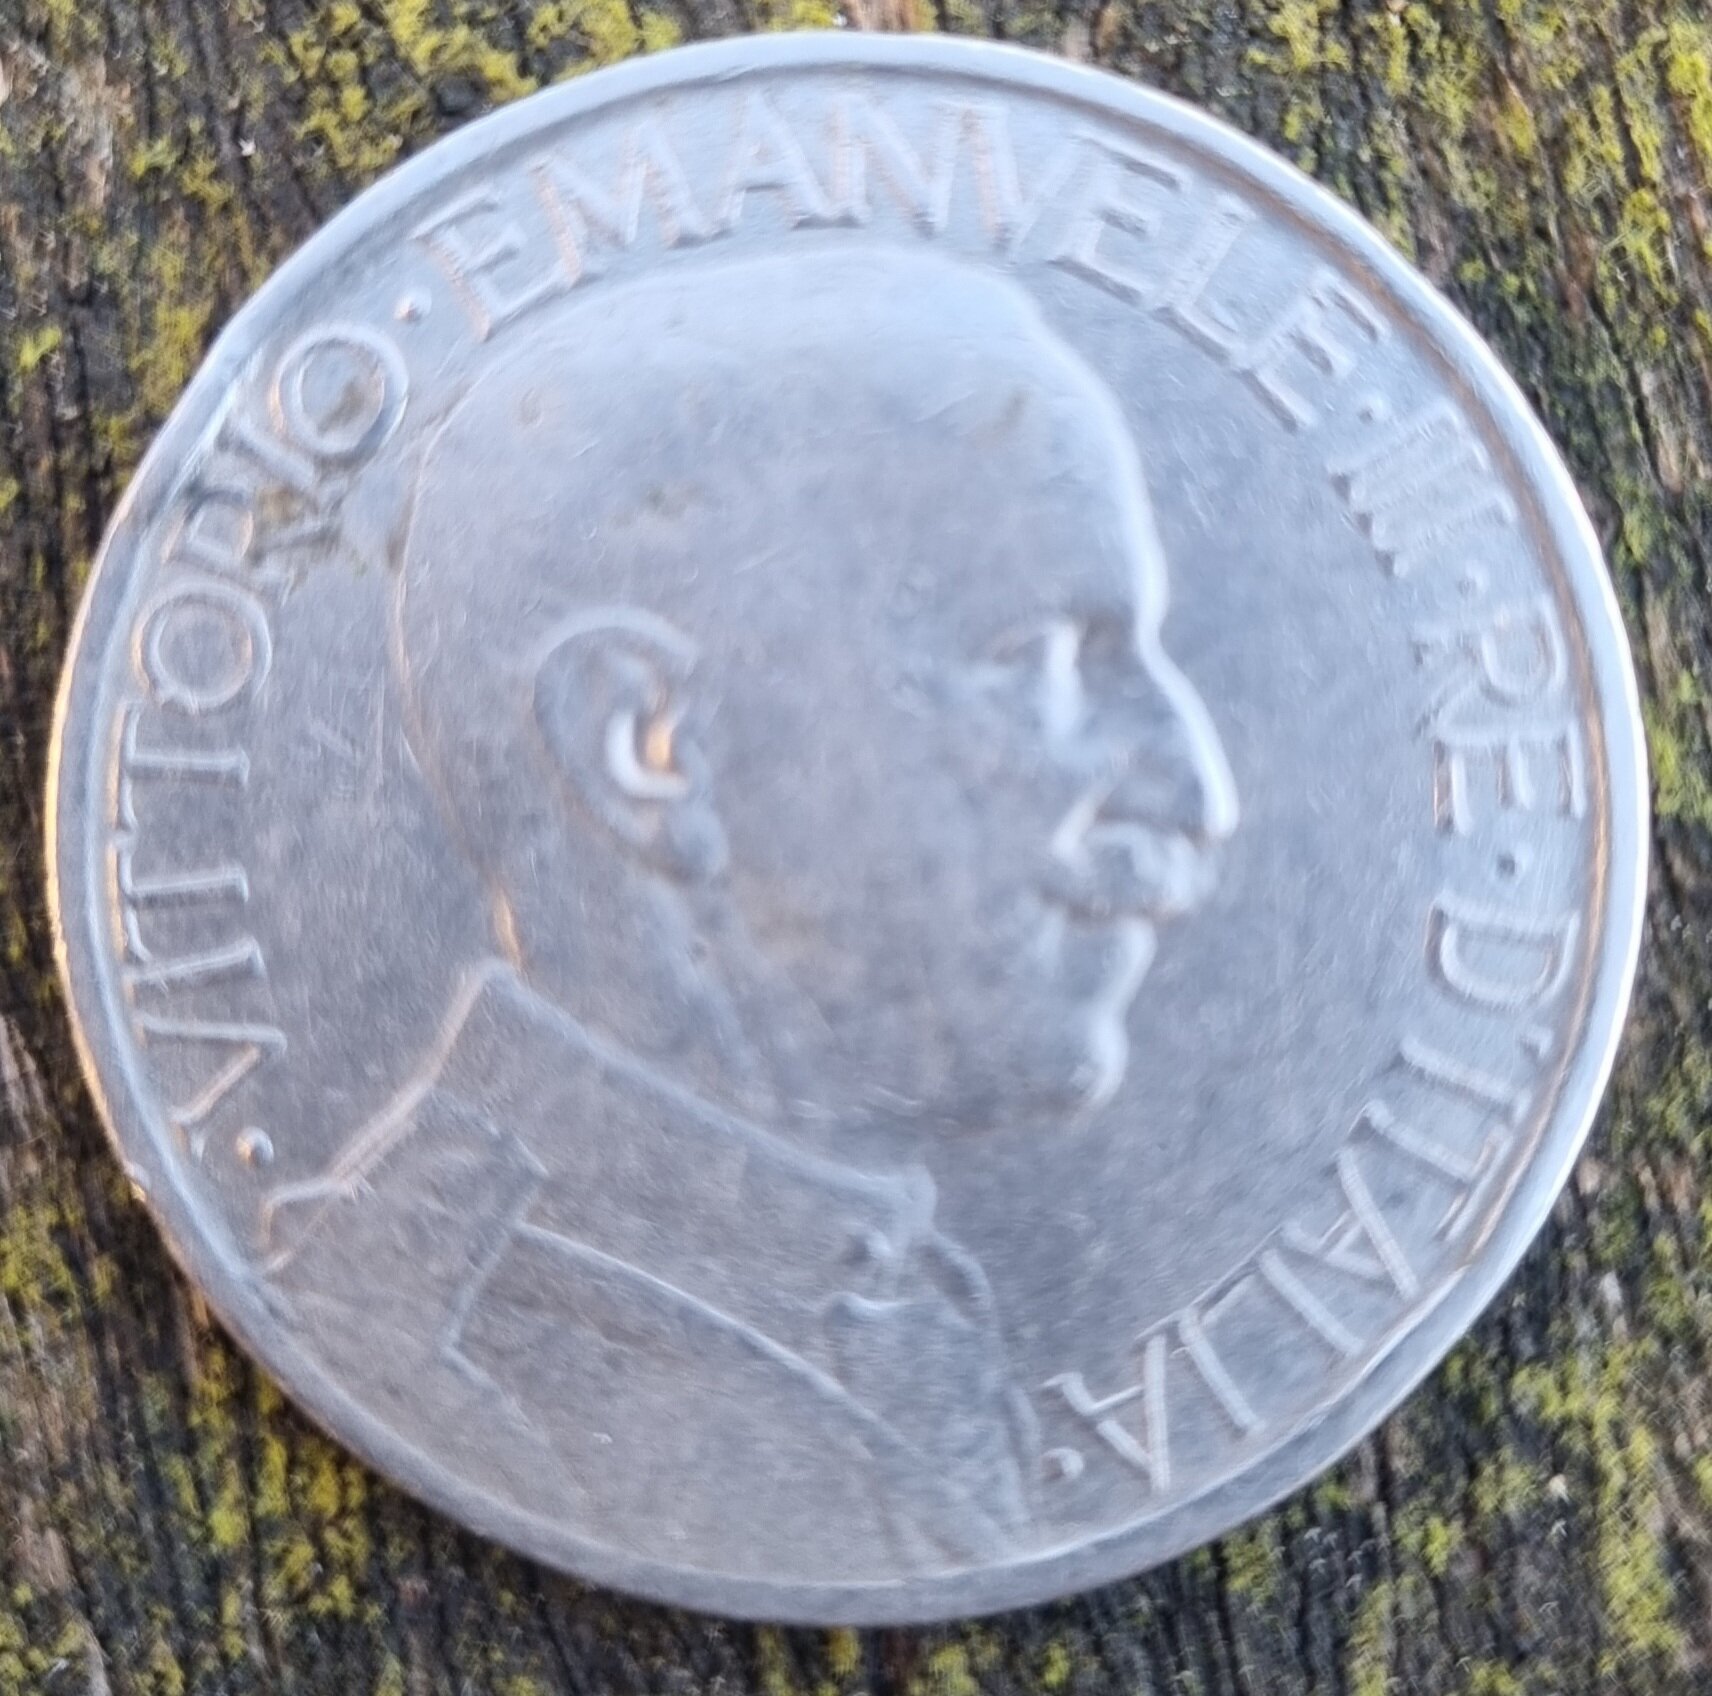 · VITTORIO · EMANVELE · III · RE · D'ITALIA ·